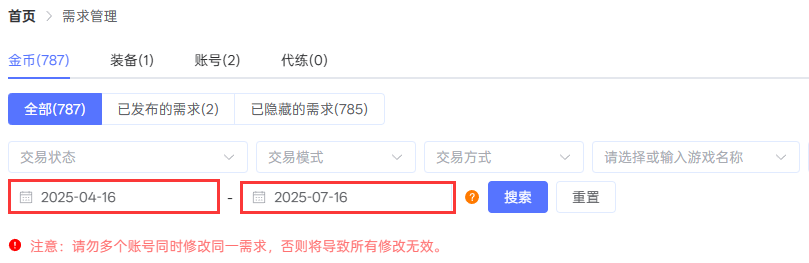 首页 > 需求管理
金币(787) 装备(1) 账号(2) 代练(0)
全部(787) 已发布的需求(2) 已隐藏的需求(785)
交易状态 交易模式 交易方式 请选择或输入游戏名称
2025-04-16 - 2025-07-16 ? 搜索 重置
! 注意：请勿多个账号同时修改同一需求，否则将导致所有修改无效。